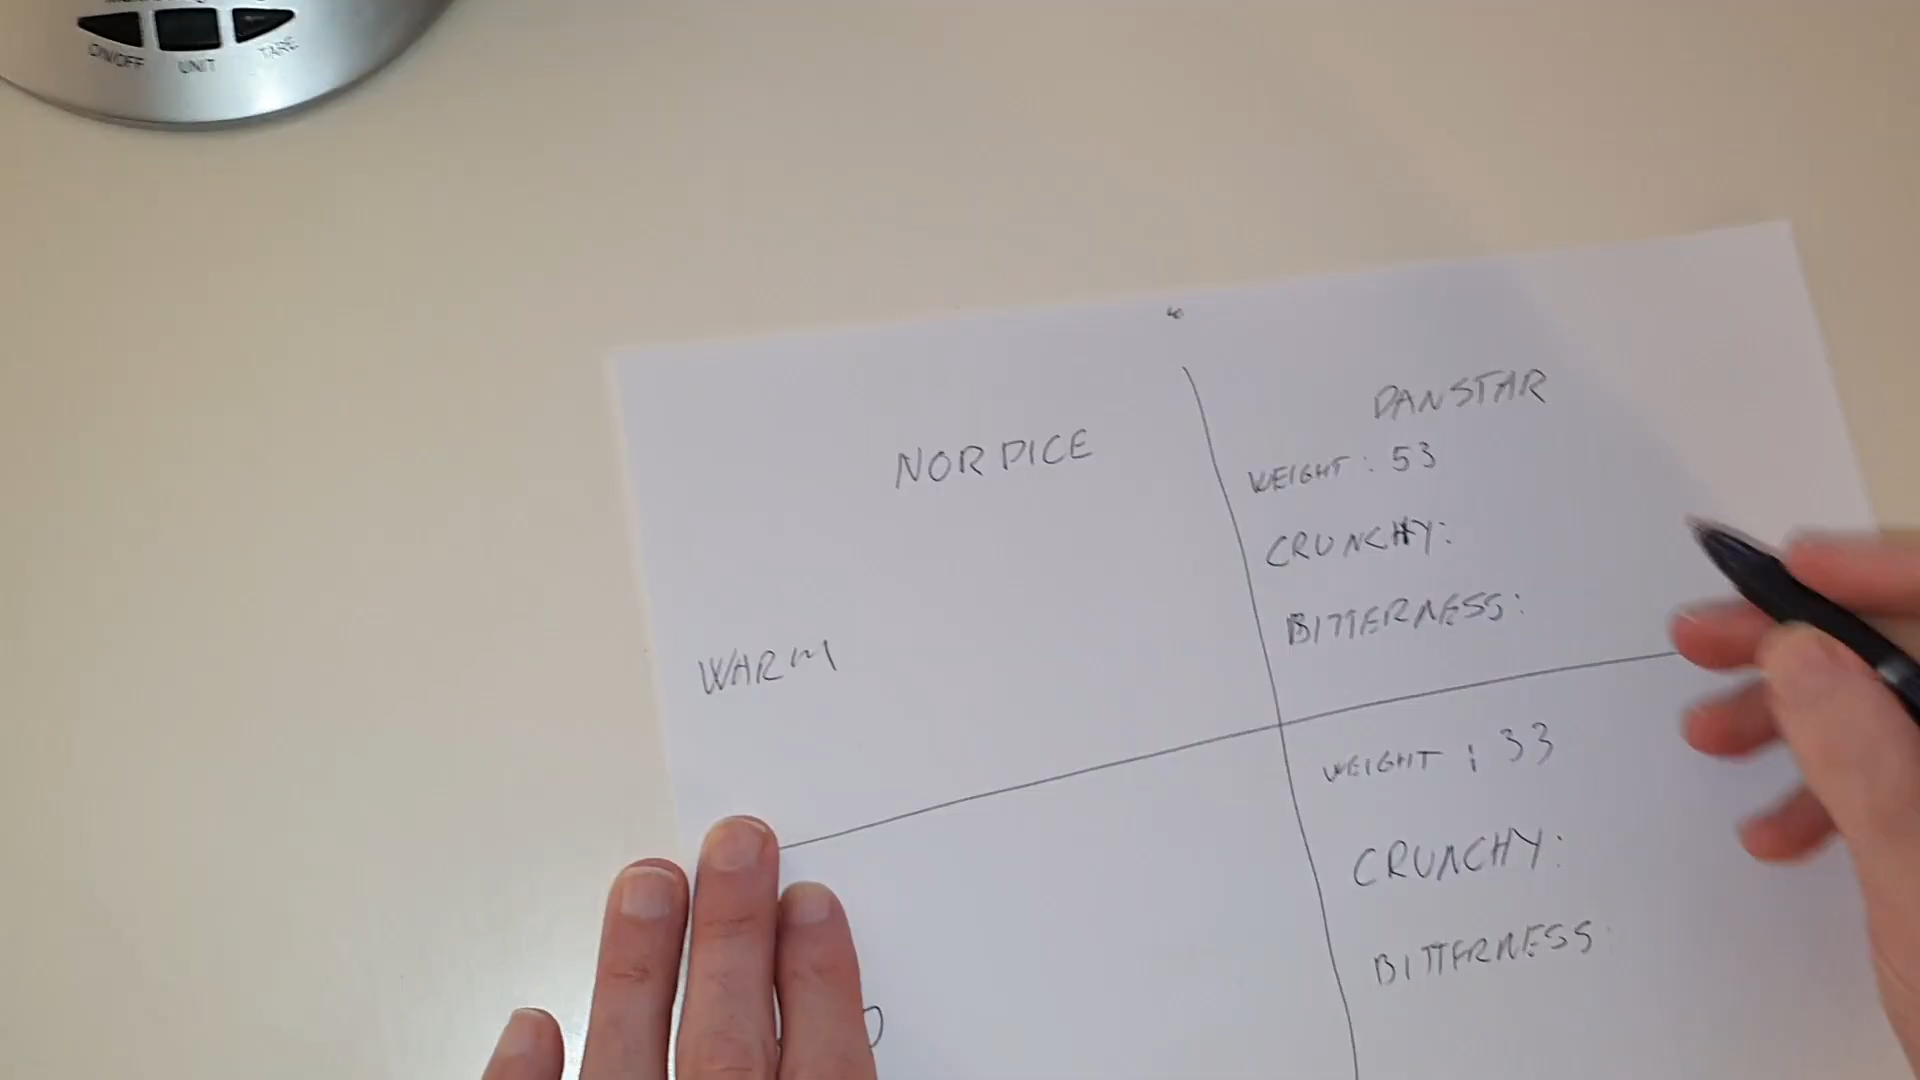 ON/OFF UNIT TARE
NORDICE
WARM
DANSTAR
WEIGHT: 53
CRUNCHY:
BITTERNESS:
WEIGHT: 33
CRUNCHY:
BITTERNESS: